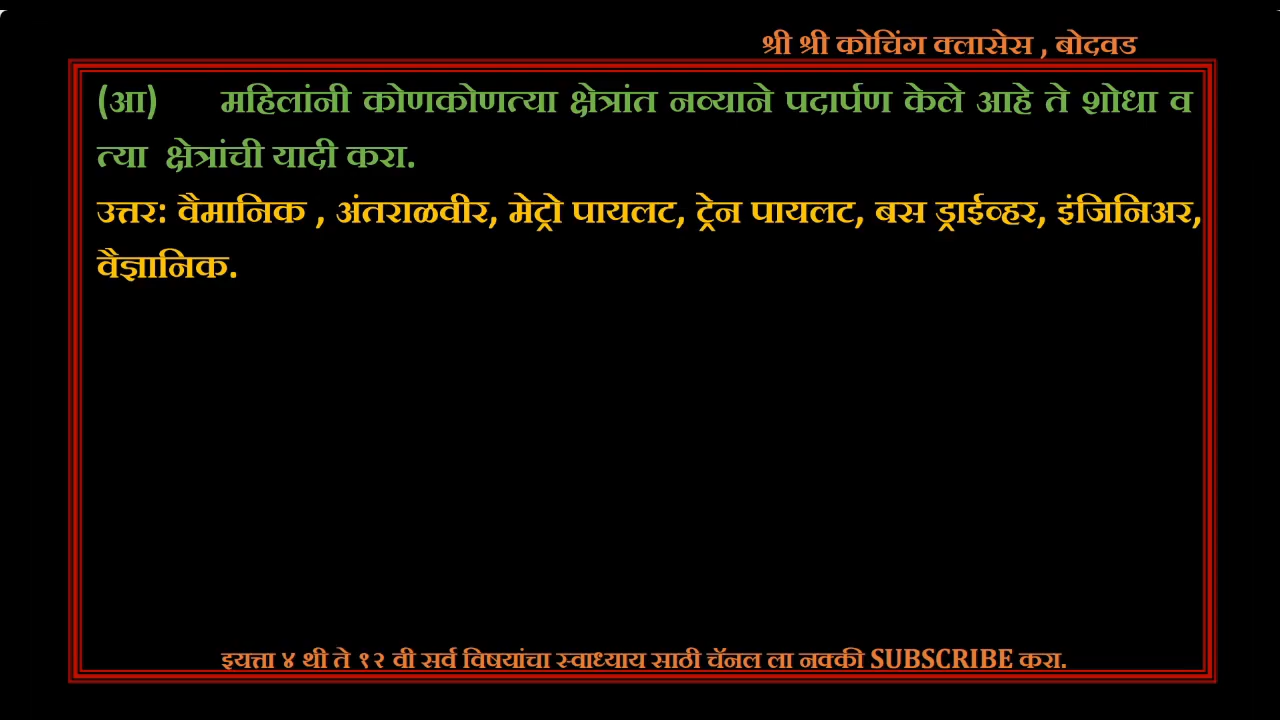 श्री श्री कोचिंग क्लासेस , बोदवड
(आ) महिलांनी कोणकोणत्या क्षेत्रांत नव्याने पदार्पण केले आहे ते शोधा व
त्या क्षेत्रांची यादी करा.
उत्तर: वैमानिक , अंतराळवीर, मेट्रो पायलट, ट्रेन पायलट, बस ड्राईव्हर, इंजिनिअर,
वैज्ञानिक.
इयत्ता ४ थी ते १२ वी सर्व विषयांचा स्वाध्याय साठी चॅनल ला नक्की SUBSCRIBE करा.